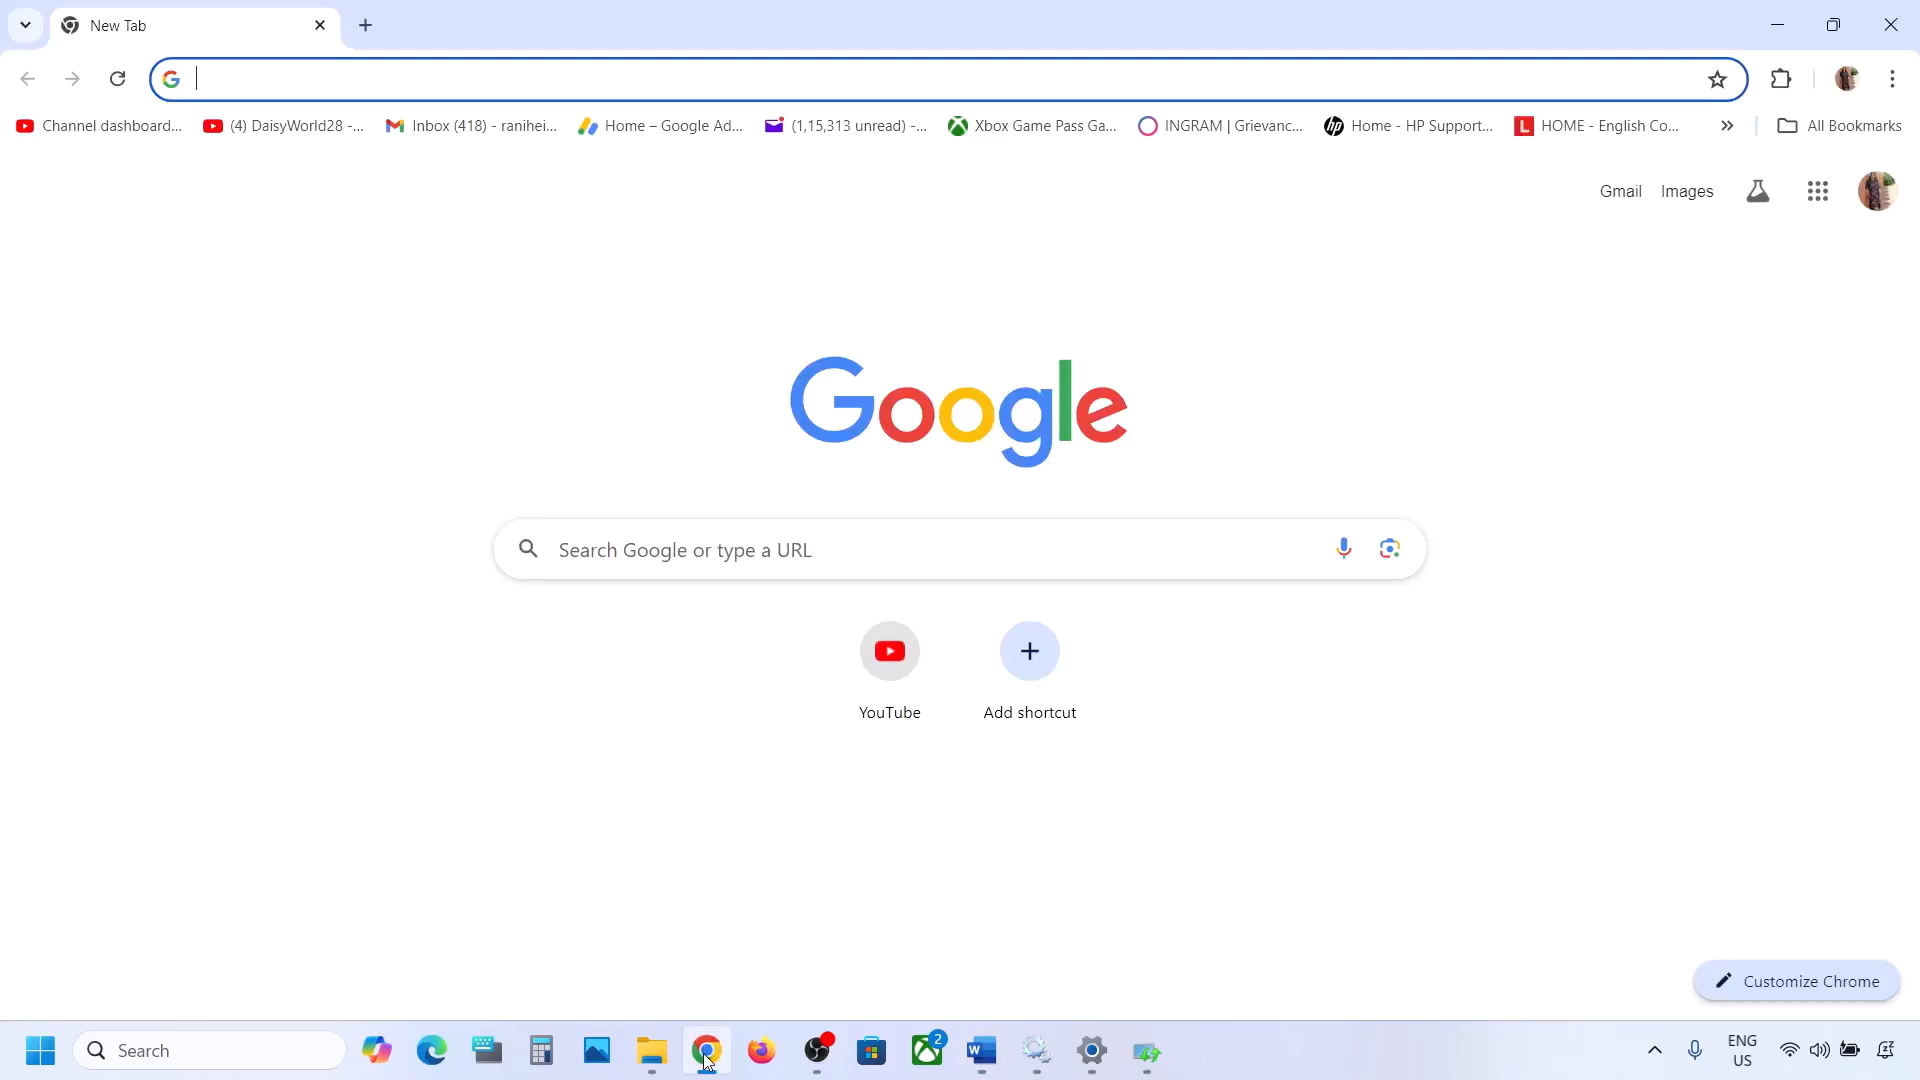 New Tab
Channel dashboard...
(4) DaisyWorld28 -...
Inbox (418) - ranihei...
Home – Google Ad...
(1,15,313 unread) -...
Xbox Game Pass Ga...
INGRAM | Grievanc...
hp
Home - HP Support...
L
HOME - English Co...
All Bookmarks
Gmail
Images
Google
Search Google or type a URL
YouTube
Add shortcut
Customize Chrome
Search
2
W
ENG
US